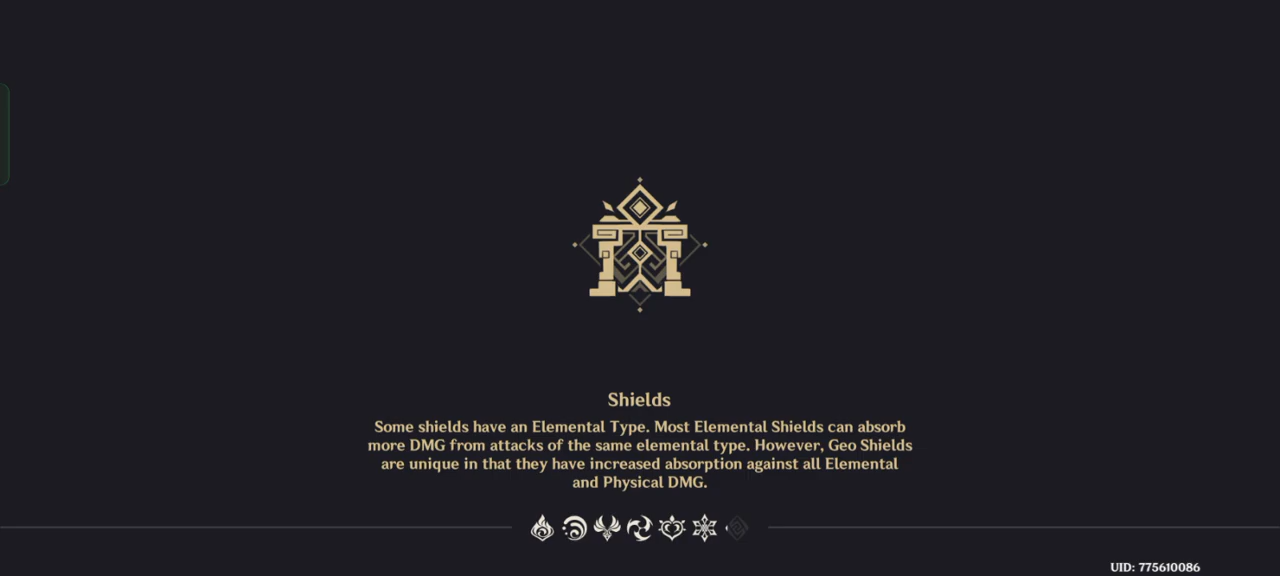 Shields
Some shields have an Elemental Type. Most Elemental Shields can absorb
more DMG from attacks of the same elemental type. However, Geo Shields
are unique in that they have increased absorption against all Elemental
and Physical DMG.
UID: 775610086